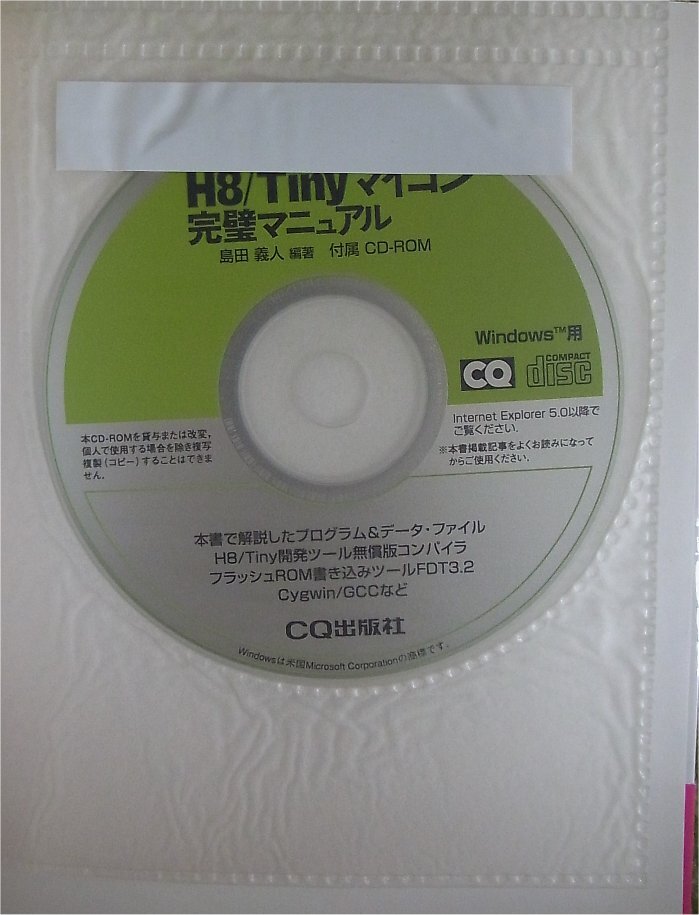 H8/Tinyマイコン
完璧マニュアル
島田 義人 編著 付属 CD-ROM
Windows™用
CQ
COMPACT
disc
Internet Explorer 5.0以降で
ご覧ください.
※本書掲載記事をよくお読みになって
からご使用ください.
本CD-ROMを貸与または改変,
個人で使用する場合を除き複写
複製(コピー)することはできま
せん.
本書で解説したプログラム&データ・ファイル
H8/Tiny開発ツール無償版コンパイラ
フラッシュROM書き込みツールFDT3.2
Cygwin/GCCなど
CQ出版社
Windowsは米国Microsoft Corporationの商標です.